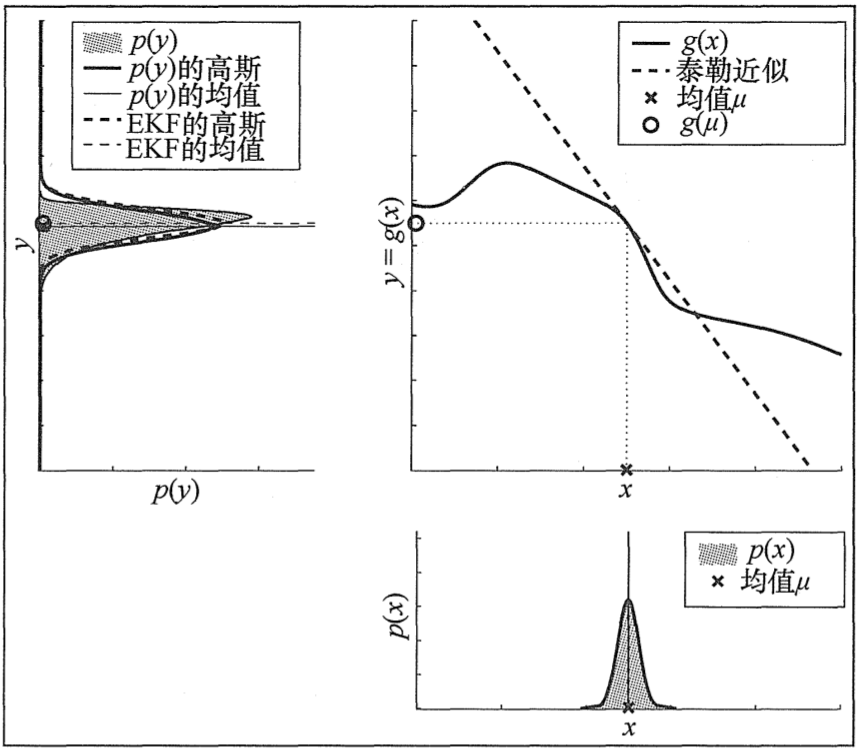 p(y)
p(y)的高斯
p(y)的均值
EKF的高斯
EKF的均值
y
p(y)
g(x)
泰勒近似
均值μ
g(μ)
y = g(x)
x
p(x)
均值μ
p(x)
x